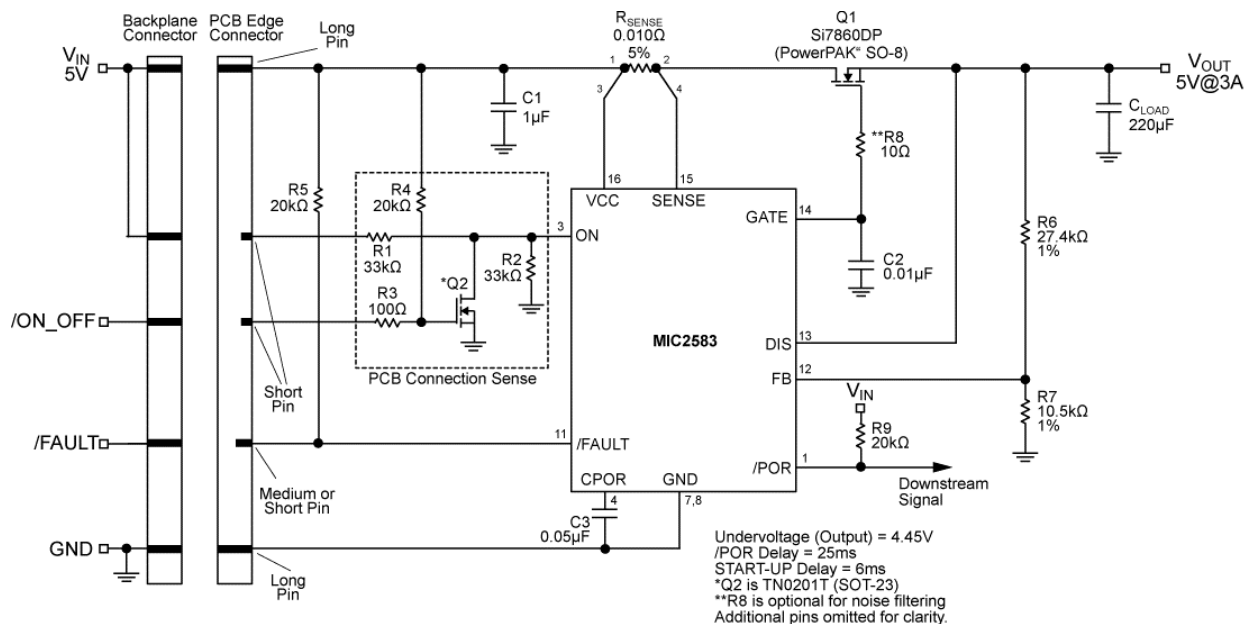 Backplane
Connector
PCB Edge
Connector
Long
Pin
RSENSE
0.010Ω
5%
Q1
Si7860DP
(PowerPAK“ SO-8)
VIN
5V
1
2
3
4
C1
1µF
VOUT
5V@3A
CLOAD
220µF
**R8
10Ω
R5
20kΩ
R4
20kΩ
16
VCC
15
SENSE
GATE
14
3
ON
R1
33kΩ
R2
33kΩ
*Q2
R3
100Ω
C2
0.01µF
R6
27.4kΩ
1%
/ON_OFF
MIC2583
DIS
13
PCB Connection Sense
FB
12
Short
Pin
VIN
R7
10.5kΩ
1%
R9
20kΩ
/FAULT
11
/FAULT
/POR
1
Downstream
Signal
Medium or
Short Pin
CPOR
GND
4
7,8
C3
0.05µF
GND
Long
Pin
Undervoltage (Output) = 4.45V
/POR Delay = 25ms
START-UP Delay = 6ms
*Q2 is TN0201T (SOT-23)
**R8 is optional for noise filtering
Additional pins omitted for clarity.